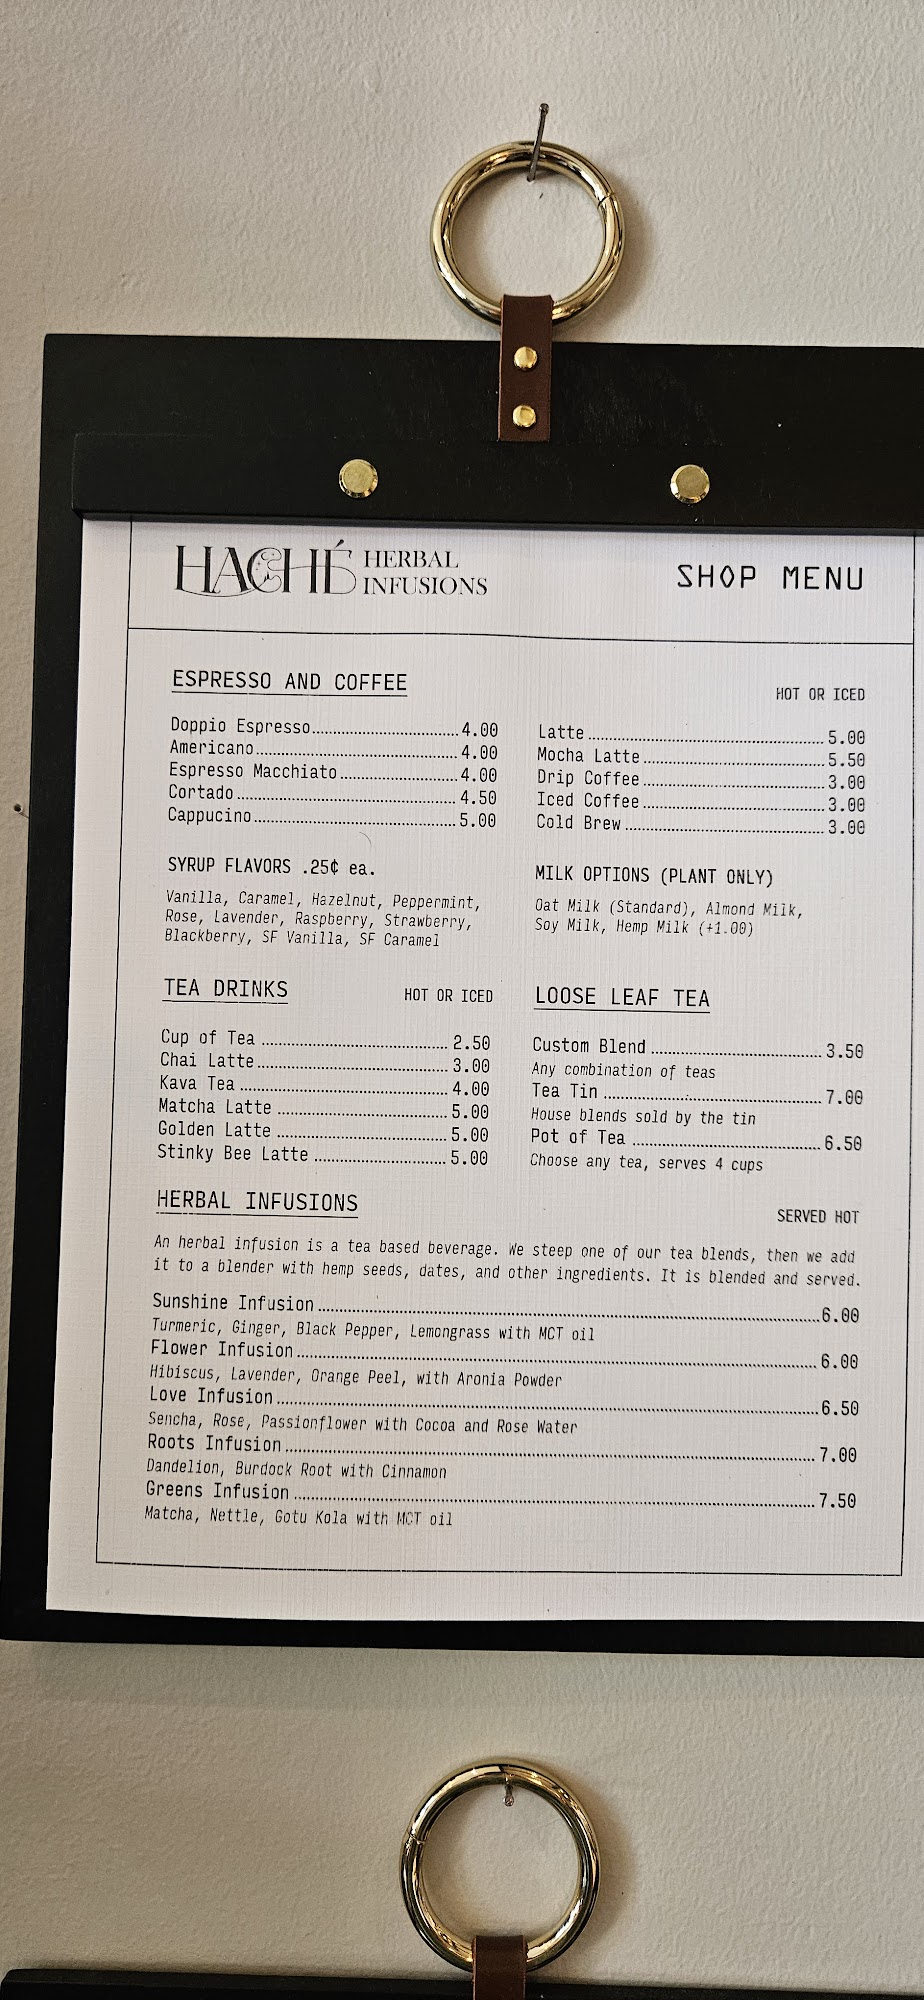 HACHÉ HERBAL INFUSIONS
SHOP MENU
ESPRESSO AND COFFEE
HOT OR ICED
Doppio Espresso 4.00
Americano 4.00
Espresso Macchiato 4.00
Cortado 4.50
Cappucino 5.00
Latte 5.00
Mocha Latte 5.50
Drip Coffee 3.00
Iced Coffee 3.00
Cold Brew 3.00
SYRUP FLAVORS .25¢ ea.
Vanilla, Caramel, Hazelnut, Peppermint,
Rose, Lavender, Raspberry, Strawberry,
Blackberry, SF Vanilla, SF Caramel
MILK OPTIONS (PLANT ONLY)
Oat Milk (Standard), Almond Milk,
Soy Milk, Hemp Milk (+1.00)
TEA DRINKS
HOT OR ICED
Cup of Tea 2.50
Chai Latte 3.00
Kava Tea 4.00
Matcha Latte 5.00
Golden Latte 5.00
Stinky Bee Latte 5.00
LOOSE LEAF TEA
Custom Blend 3.50
Any combination of teas
Tea Tin 7.00
House blends sold by the tin
Pot of Tea 6.50
Choose any tea, serves 4 cups
HERBAL INFUSIONS
SERVED HOT
An herbal infusion is a tea based beverage. We steep one of our tea blends, then we add
it to a blender with hemp seeds, dates, and other ingredients. It is blended and served.
Sunshine Infusion 6.00
Turmeric, Ginger, Black Pepper, Lemongrass with MCT oil
Flower Infusion 6.00
Hibiscus, Lavender, Orange Peel, with Aronia Powder
Love Infusion 6.50
Sencha, Rose, Passionflower with Cocoa and Rose Water
Roots Infusion 7.00
Dandelion, Burdock Root with Cinnamon
Greens Infusion 7.50
Matcha, Nettle, Gotu Kola with MCT oil